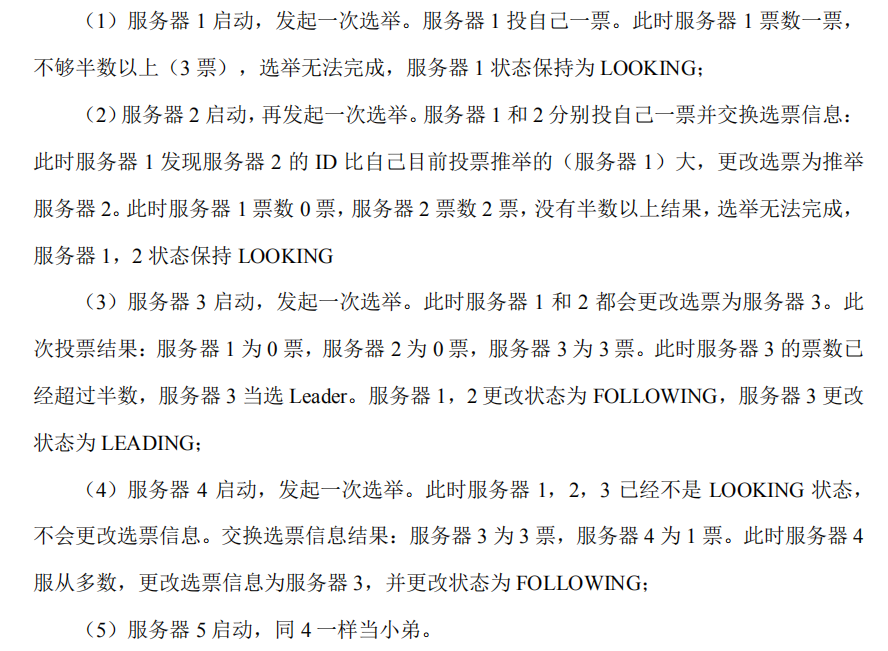 （1）服务器 1 启动，发起一次选举。服务器 1 投自己一票。此时服务器 1 票数一票，
不够半数以上（3 票），选举无法完成，服务器 1 状态保持为 LOOKING；
（2）服务器 2 启动，再发起一次选举。服务器 1 和 2 分别投自己一票并交换选票信息：
此时服务器 1 发现服务器 2 的 ID 比自己目前投票推举的（服务器 1）大，更改选票为推举
服务器 2。此时服务器 1 票数 0 票，服务器 2 票数 2 票，没有半数以上结果，选举无法完成，
服务器 1，2 状态保持 LOOKING
（3）服务器 3 启动，发起一次选举。此时服务器 1 和 2 都会更改选票为服务器 3。此
次投票结果：服务器 1 为 0 票，服务器 2 为 0 票，服务器 3 为 3 票。此时服务器 3 的票数已
经超过半数，服务器 3 当选 Leader。服务器 1，2 更改状态为 FOLLOWING，服务器 3 更改
状态为 LEADING；
（4）服务器 4 启动，发起一次选举。此时服务器 1，2，3 已经不是 LOOKING 状态，
不会更改选票信息。交换选票信息结果：服务器 3 为 3 票，服务器 4 为 1 票。此时服务器 4
服从多数，更改选票信息为服务器 3，并更改状态为 FOLLOWING；
（5）服务器 5 启动，同 4 一样当小弟。